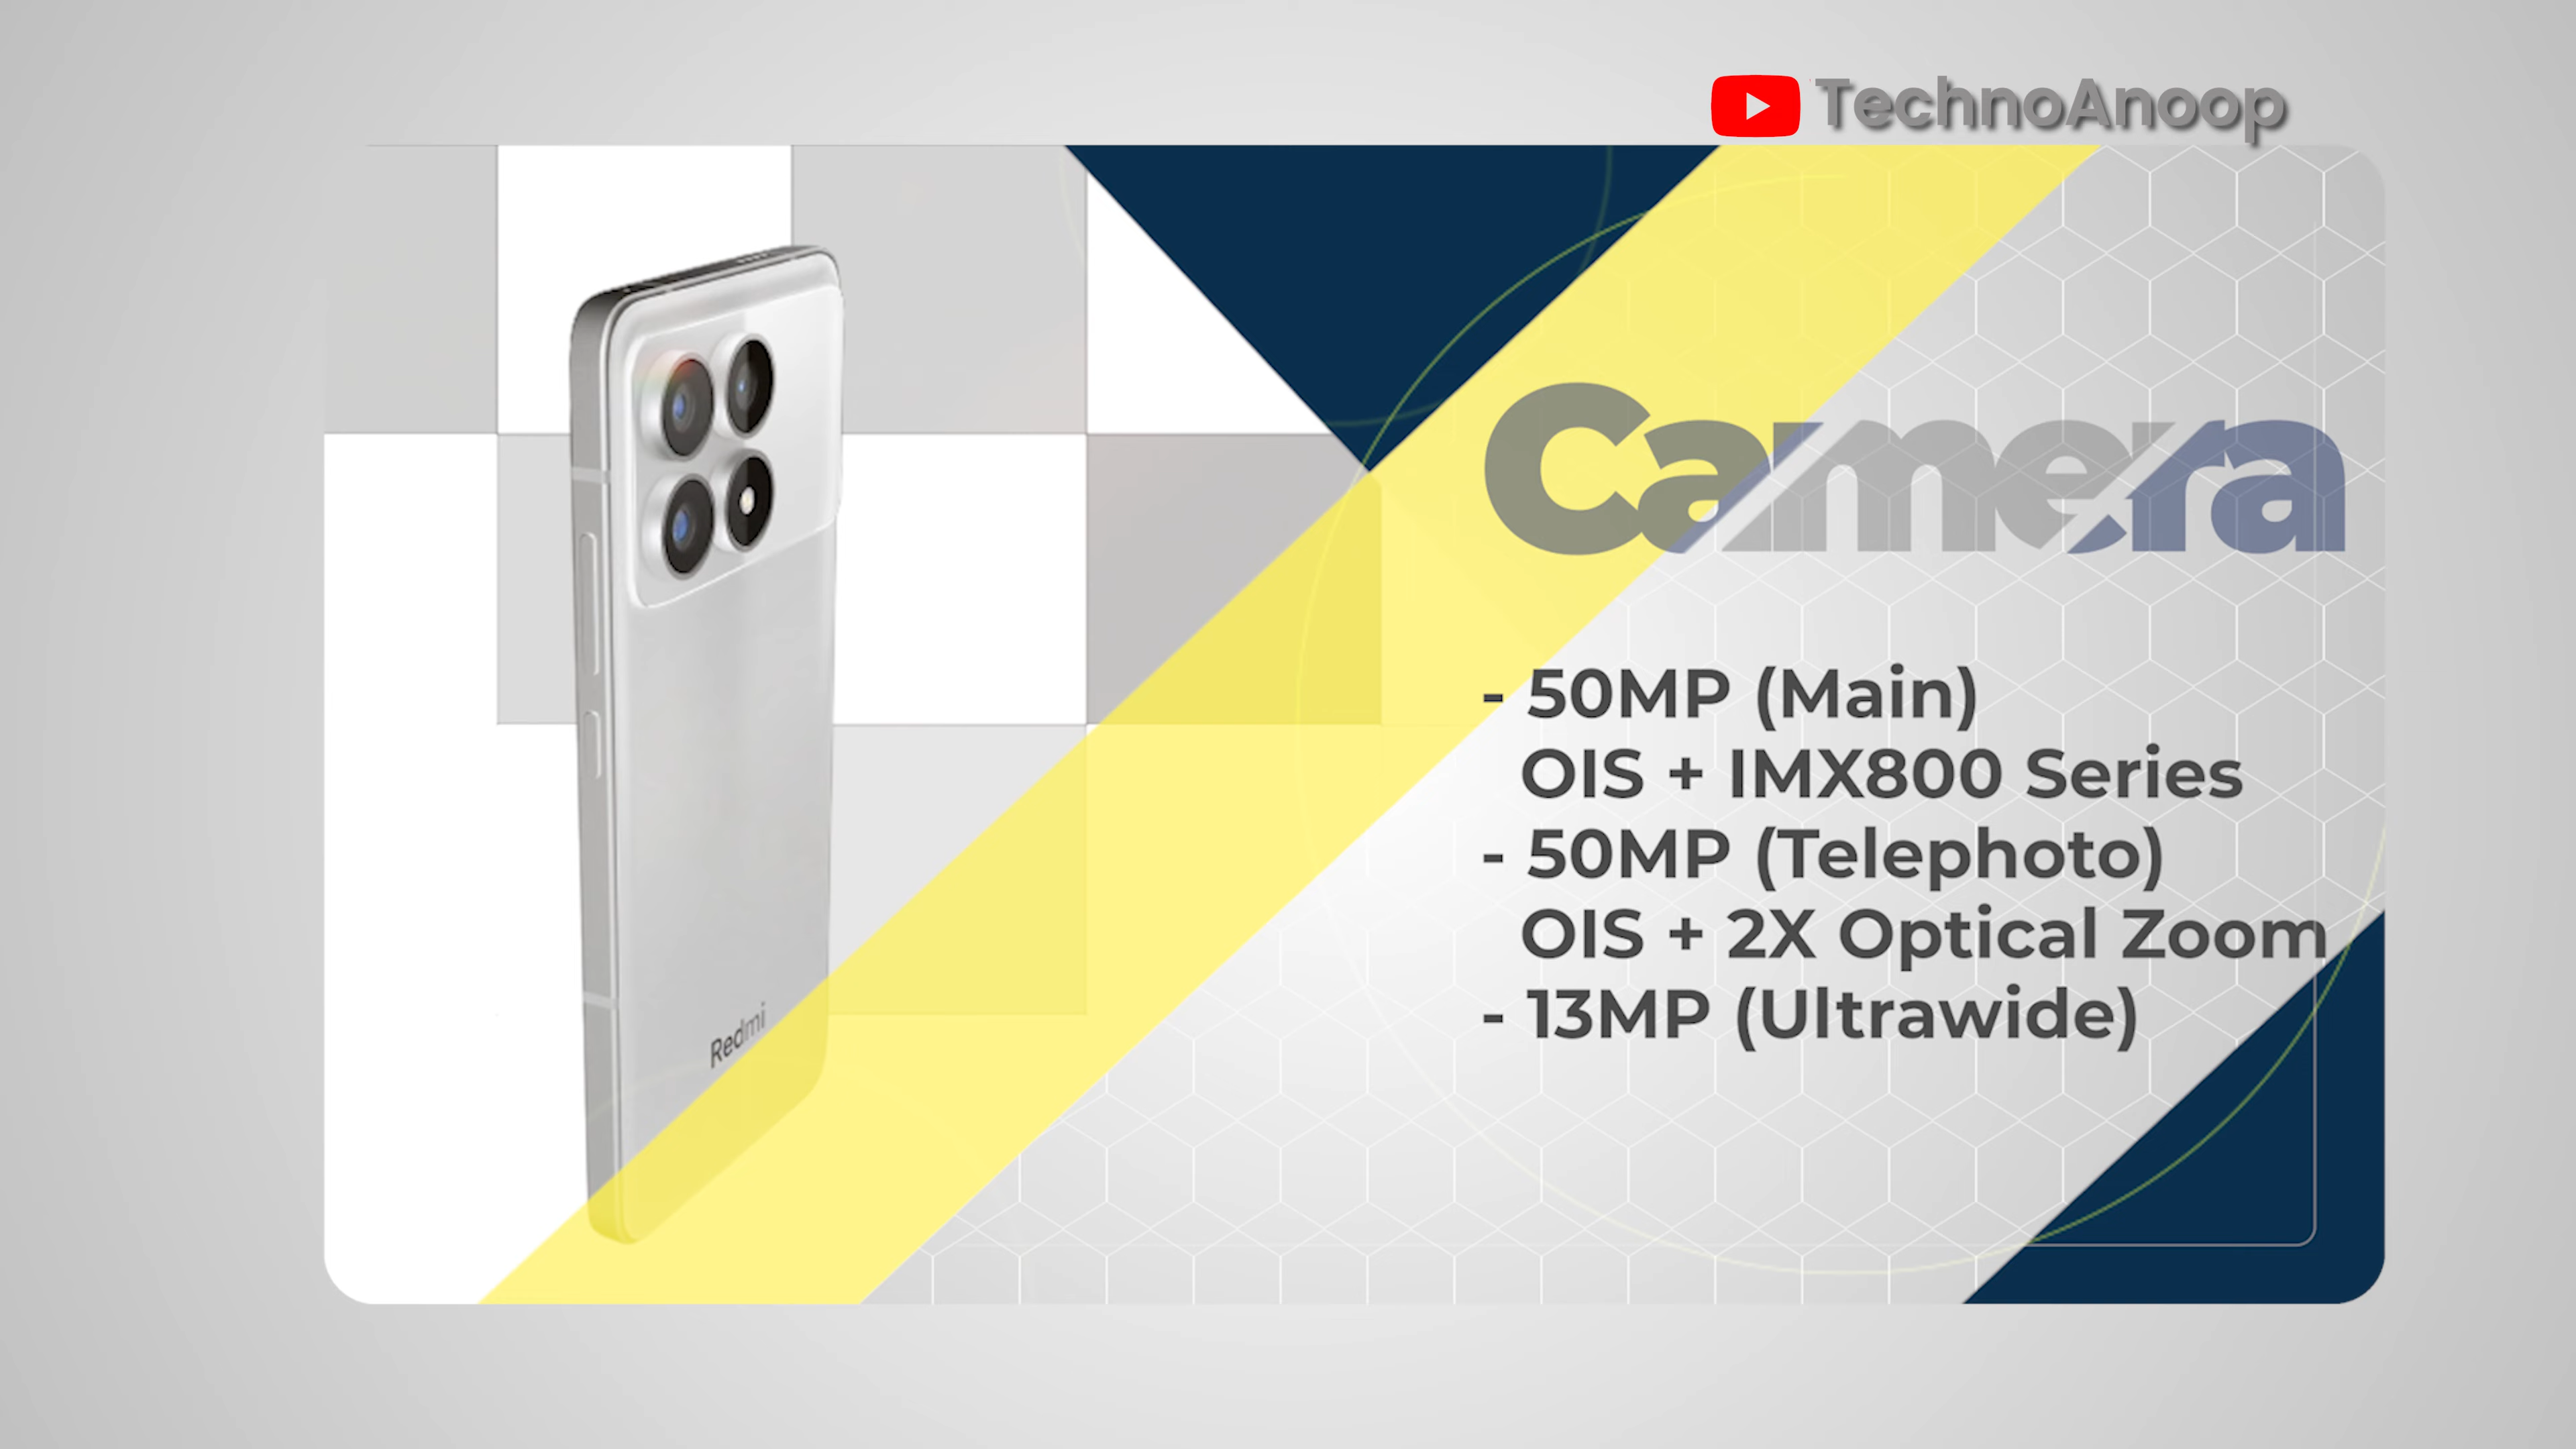 TechnoAnoop
Camera
- 50MP (Main)
OIS + IMX800 Series
- 50MP (Telephoto)
OIS + 2X Optical Zoom
- 13MP (Ultrawide)
Redmi